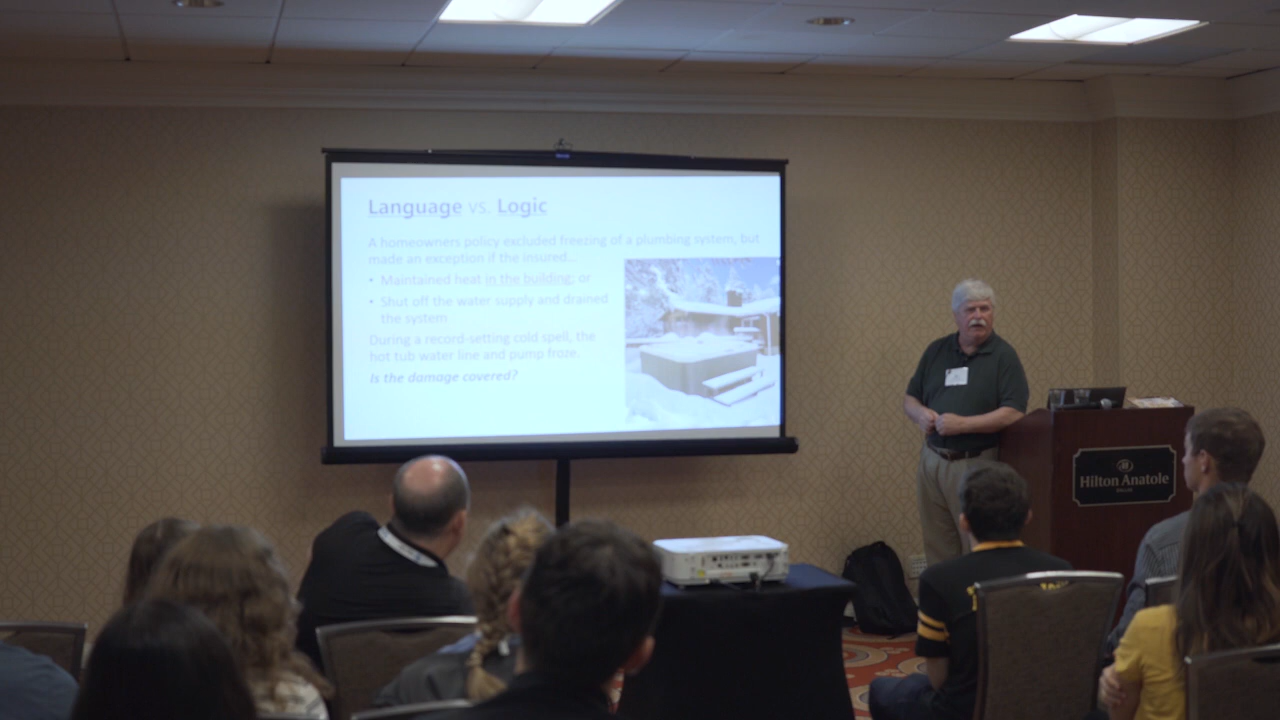 Language vs. Logic
A homeowners policy excluded freezing of a plumbing system, but
made an exception if the insured...
• Maintained heat in the building; or
• Shut off the water supply and drained
the system
During a record-setting cold spell, the
hot tub water line and pump froze.
Is the damage covered?
Hilton Anatole
DALLAS